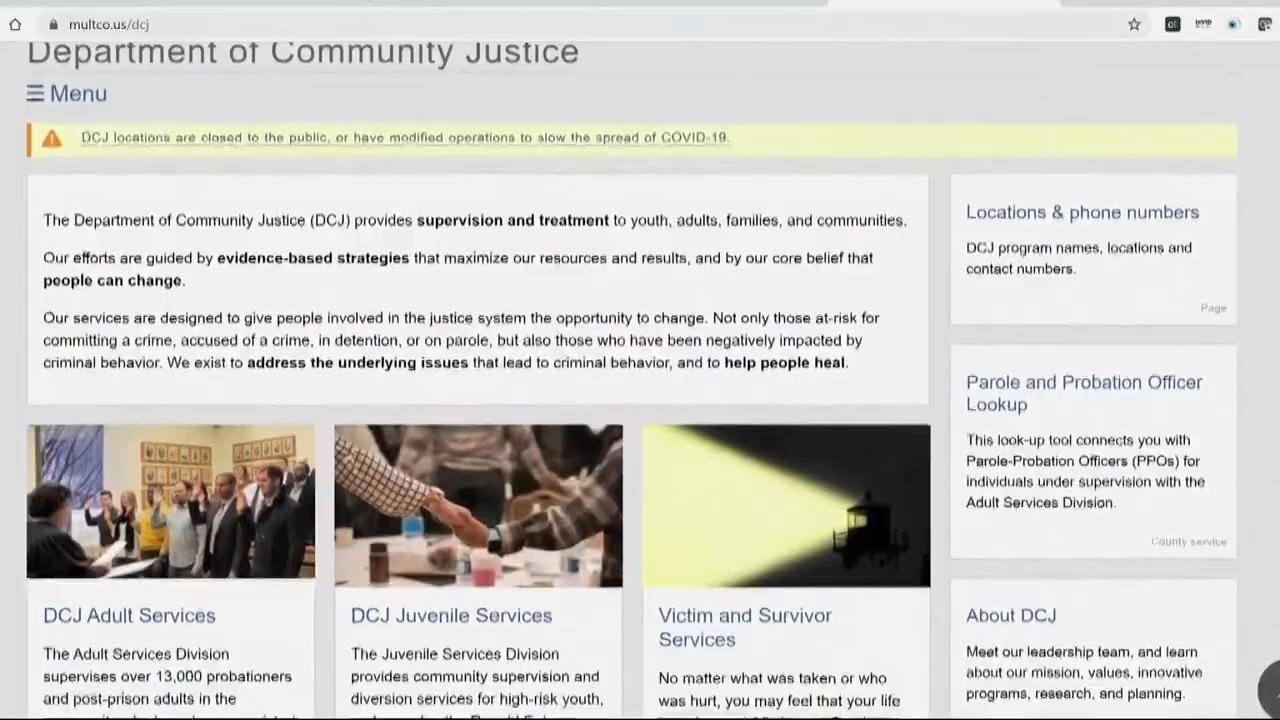 multco.us/dcj
Department of Community Justice
Menu
DCJ locations are closed to the public, or have modified operations to slow the spread of COVID-19.
The Department of Community Justice (DCJ) provides supervision and treatment to youth, adults, families, and communities.
Our efforts are guided by evidence-based strategies that maximize our resources and results, and by our core belief that
people can change.
Our services are designed to give people involved in the justice system the opportunity to change. Not only those at-risk for
committing a crime, accused of a crime, in detention, or on parole, but also those who have been negatively impacted by
criminal behavior. We exist to address the underlying issues that lead to criminal behavior, and to help people heal.
Locations & phone numbers
DCJ program names, locations and
contact numbers.
Page
Parole and Probation Officer
Lookup
This look-up tool connects you with
Parole-Probation Officers (PPOs) for
individuals under supervision with the
Adult Services Division.
County service
DCJ Adult Services
The Adult Services Division
supervises over 13,000 probationers
and post-prison adults in the
DCJ Juvenile Services
The Juvenile Services Division
provides community supervision and
diversion services for high-risk youth,
Victim and Survivor
Services
No matter what was taken or who
was hurt, you may feel that your life
About DCJ
Meet our leadership team, and learn
about our mission, values, innovative
programs, research, and planning.